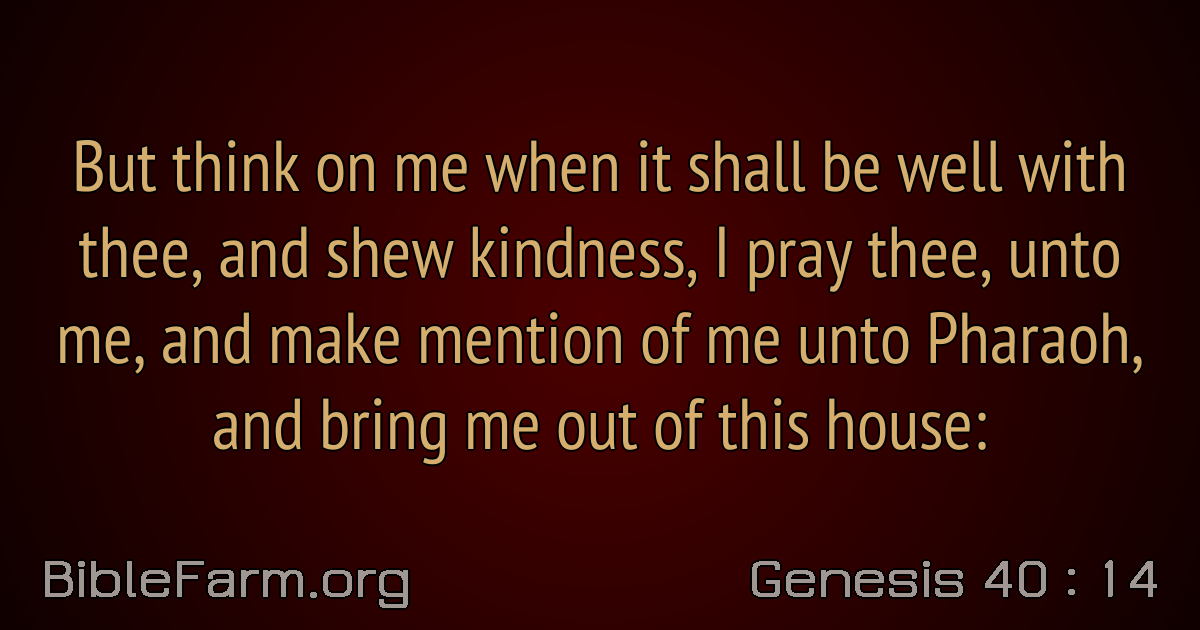 But think on me when it shall be well with
thee, and shew kindness, I pray thee, unto
me, and make mention of me unto Pharaoh,
and bring me out of this house:
BibleFarm.org
Genesis 40 : 14